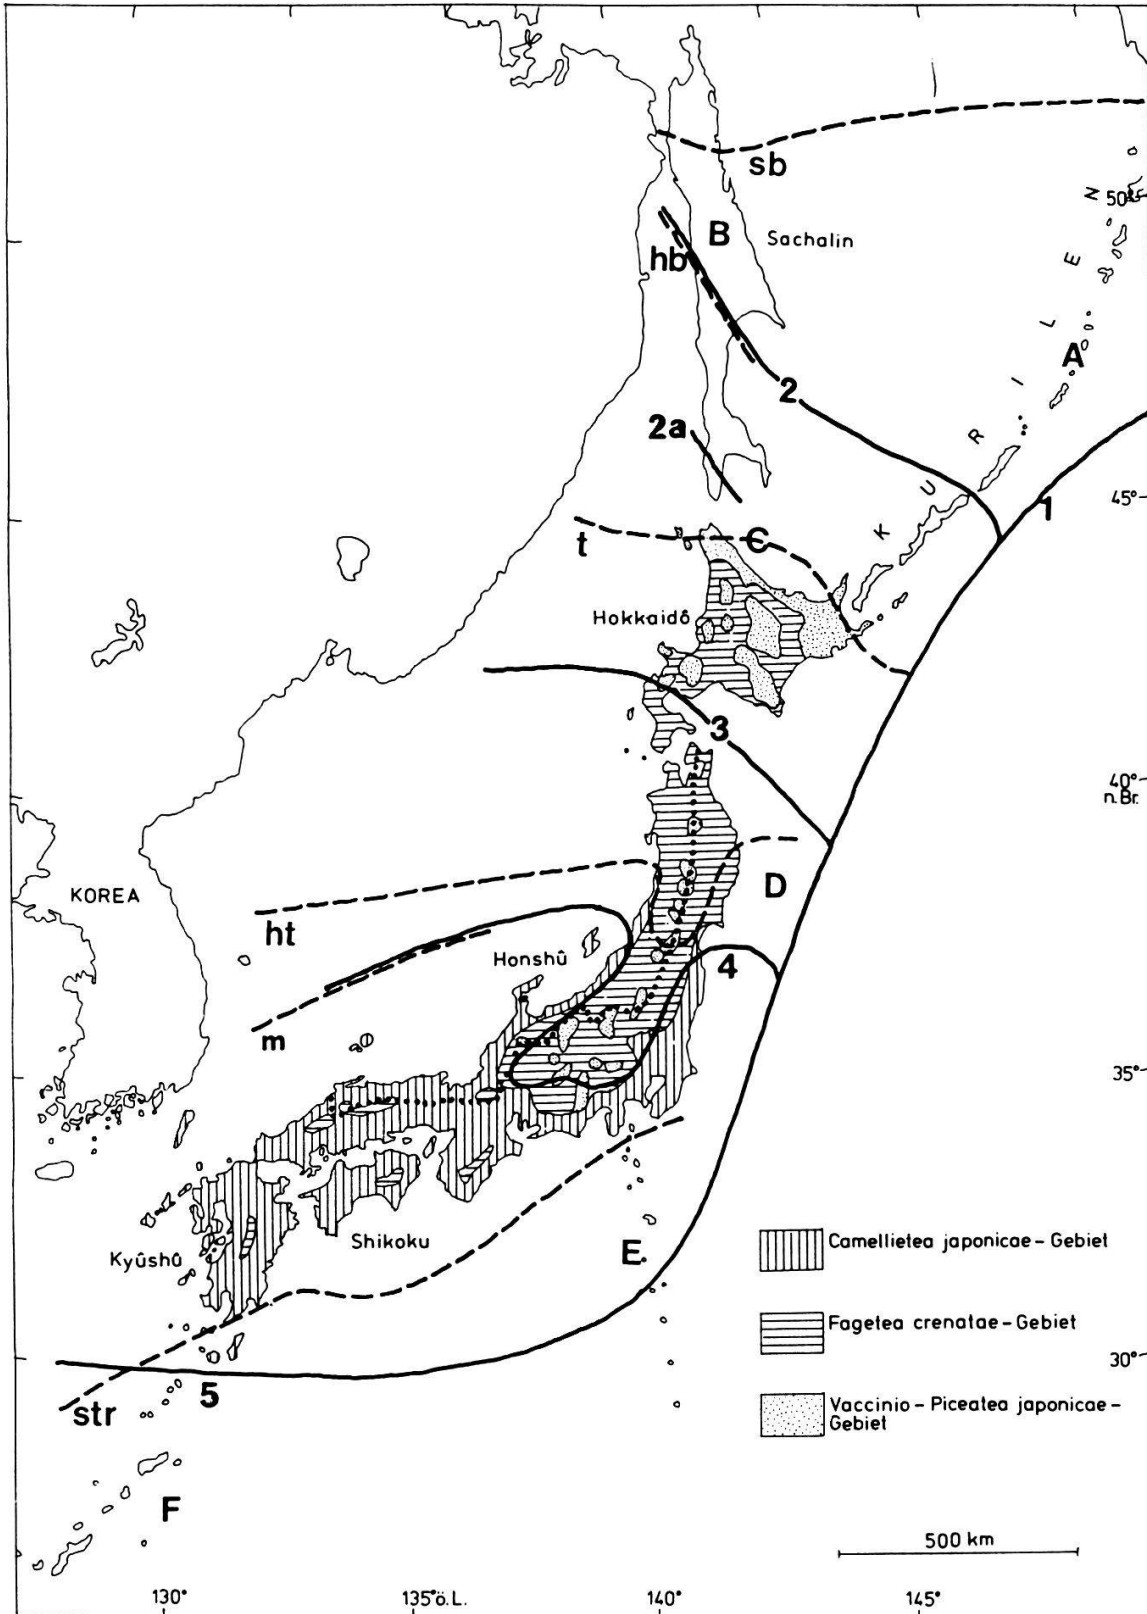 sb
N
50°
B
Sachalin
hb
E
L
A
I
2
2a
R
U
45°
1
K
t
C
Hokkaidô
3
40°
n.Br.
KOREA
D
ht
Honshû
4
m
35°
Shikoku
E
Kyûshû
Camellietea japonicae-Gebiet
Fagetea crenatae-Gebiet
30°
5
str
Vaccinio-Piceatea japonicae-
Gebiet
F
500 km
130°
135°ö.L.
140°
145°